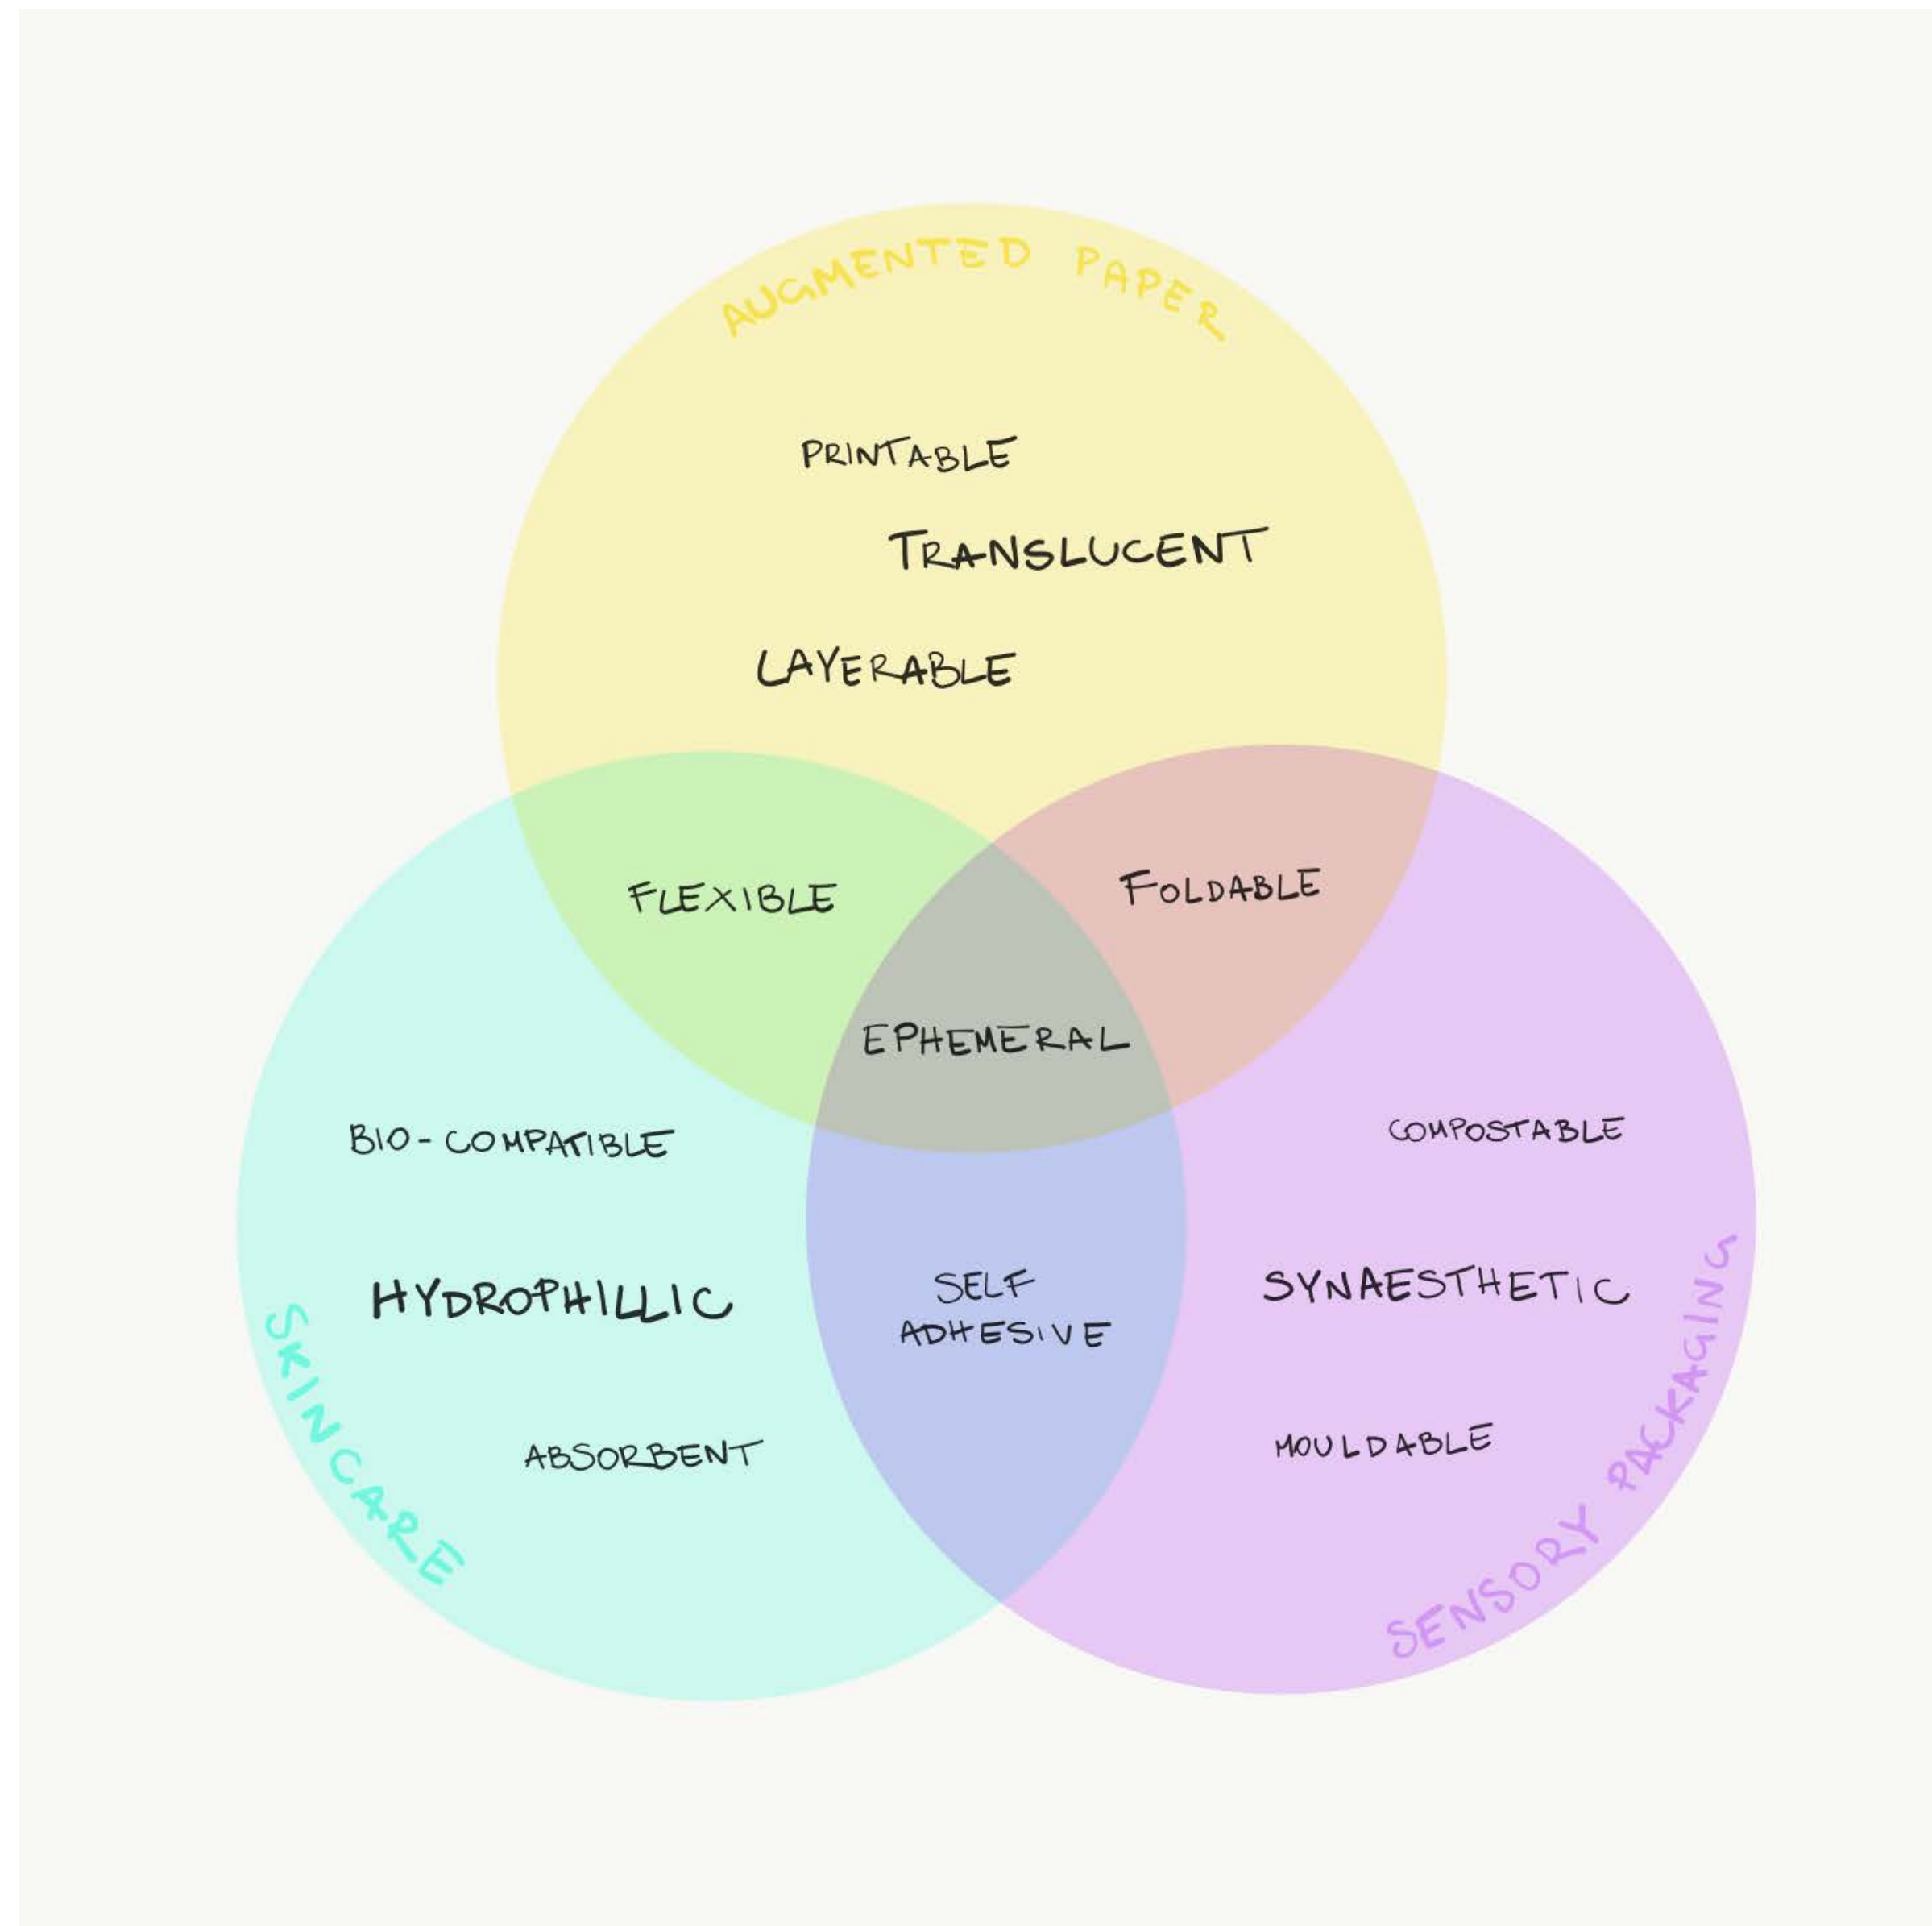 AUGMENTED PAPER
PRINTABLE
TRANSLUCENT
LAYERABLE
FLEXIBLE
FOLDABLE
EPHEMERAL
BIO-COMPATIBLE
COMPOSTABLE
HYDROPHILLIC
SELF
ADHESIVE
SYNAESTHETIC
ABSORBENT
MOULDABLE
SKINCARE
SENSORY PACKAGING